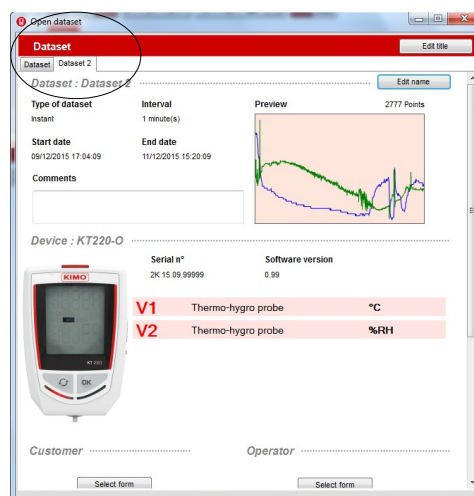 Open dataset
Dataset
Edit title
Dataset Dataset 2
Dataset : Dataset 2
Edit name
Type of dataset Interval Preview 2777 Points
Instant 1 minute(s)
Start date End date
09/12/2015 17:04:09 11/12/2015 15:20:09
Comments
Device : KT220-O
Serial n° Software version
2K 15.09.99999 0.99
KIMO
V1 Thermo-hygro probe °C
V2 Thermo-hygro probe %RH
KT 220
OK
Customer Operator
Select form Select form